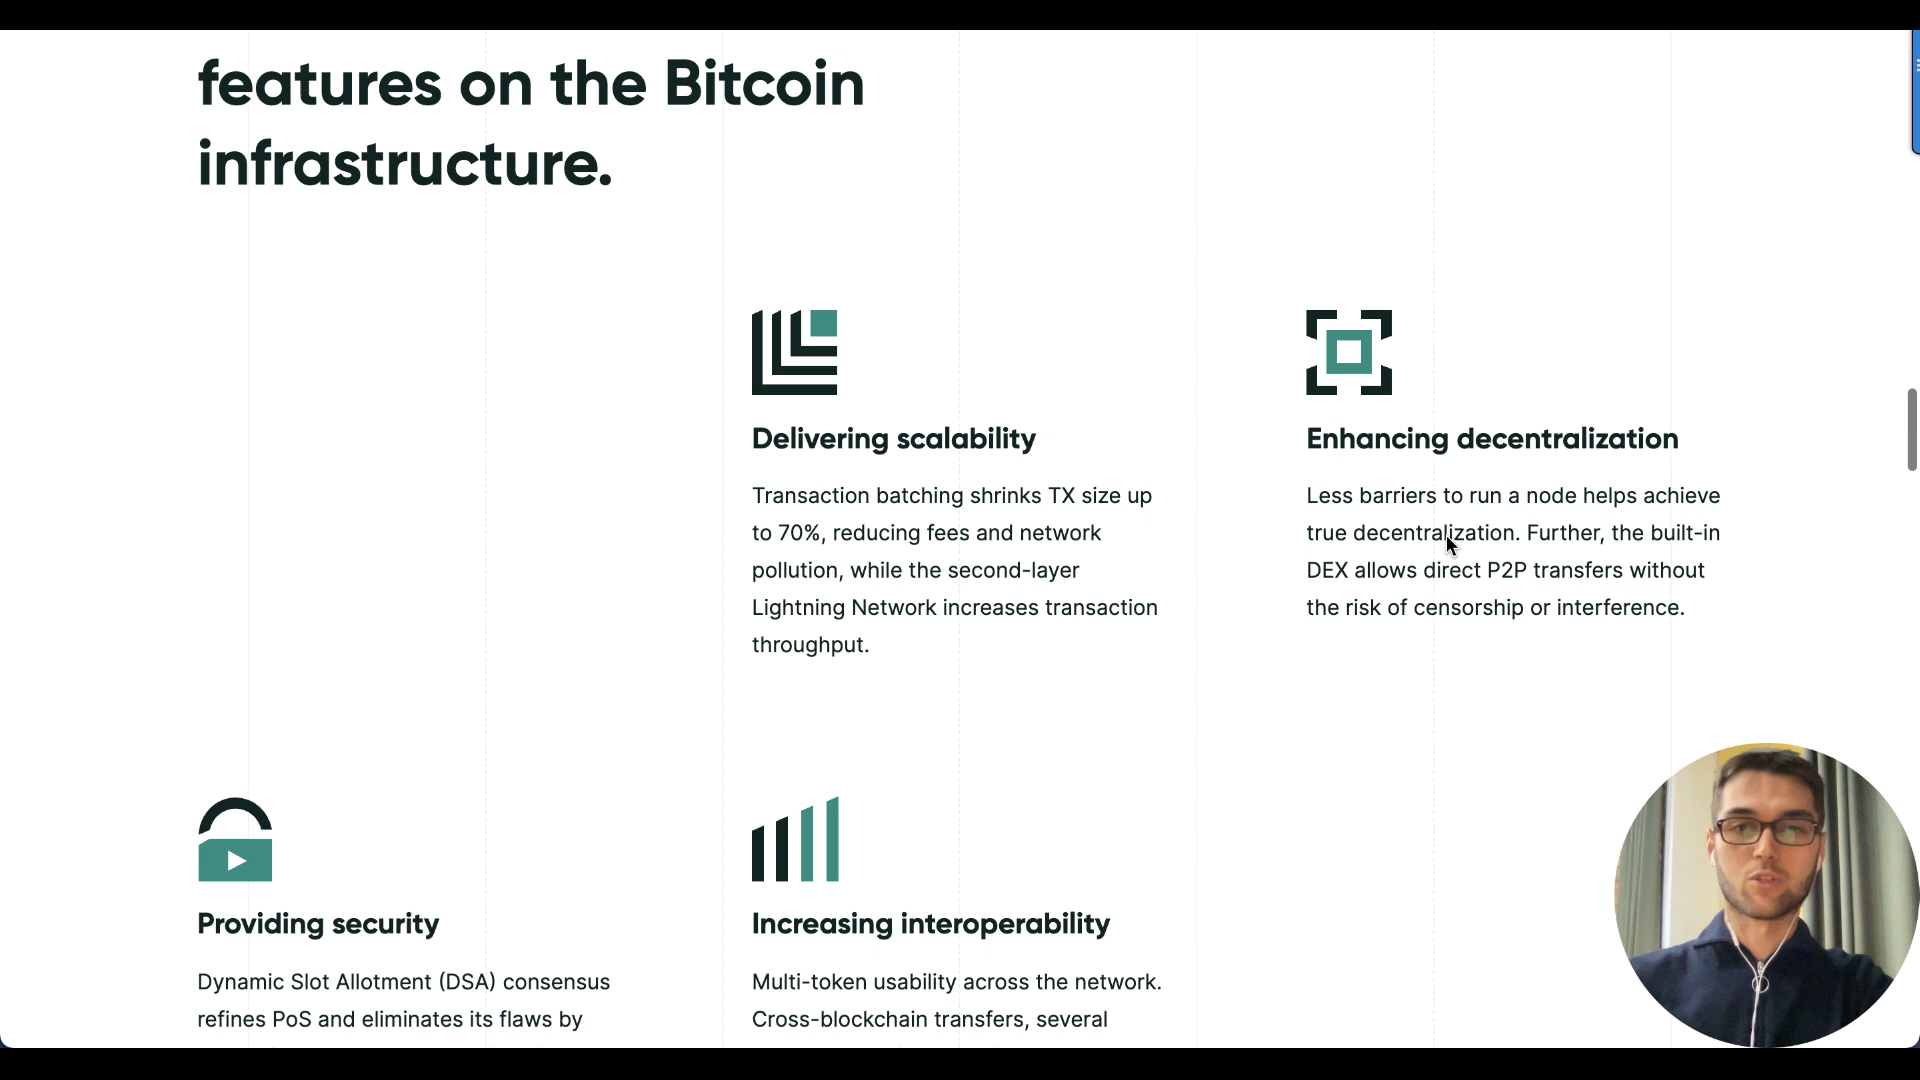 features on the Bitcoin
infrastructure.
Delivering scalability
Transaction batching shrinks TX size up
to 70%, reducing fees and network
pollution, while the second-layer
Lightning Network increases transaction
throughput.
Enhancing decentralization
Less barriers to run a node helps achieve
true decentralization. Further, the built-in
DEX allows direct P2P transfers without
the risk of censorship or interference.
Providing security
Dynamic Slot Allotment (DSA) consensus
refines PoS and eliminates its flaws by
Increasing interoperability
Multi-token usability across the network.
Cross-blockchain transfers, several